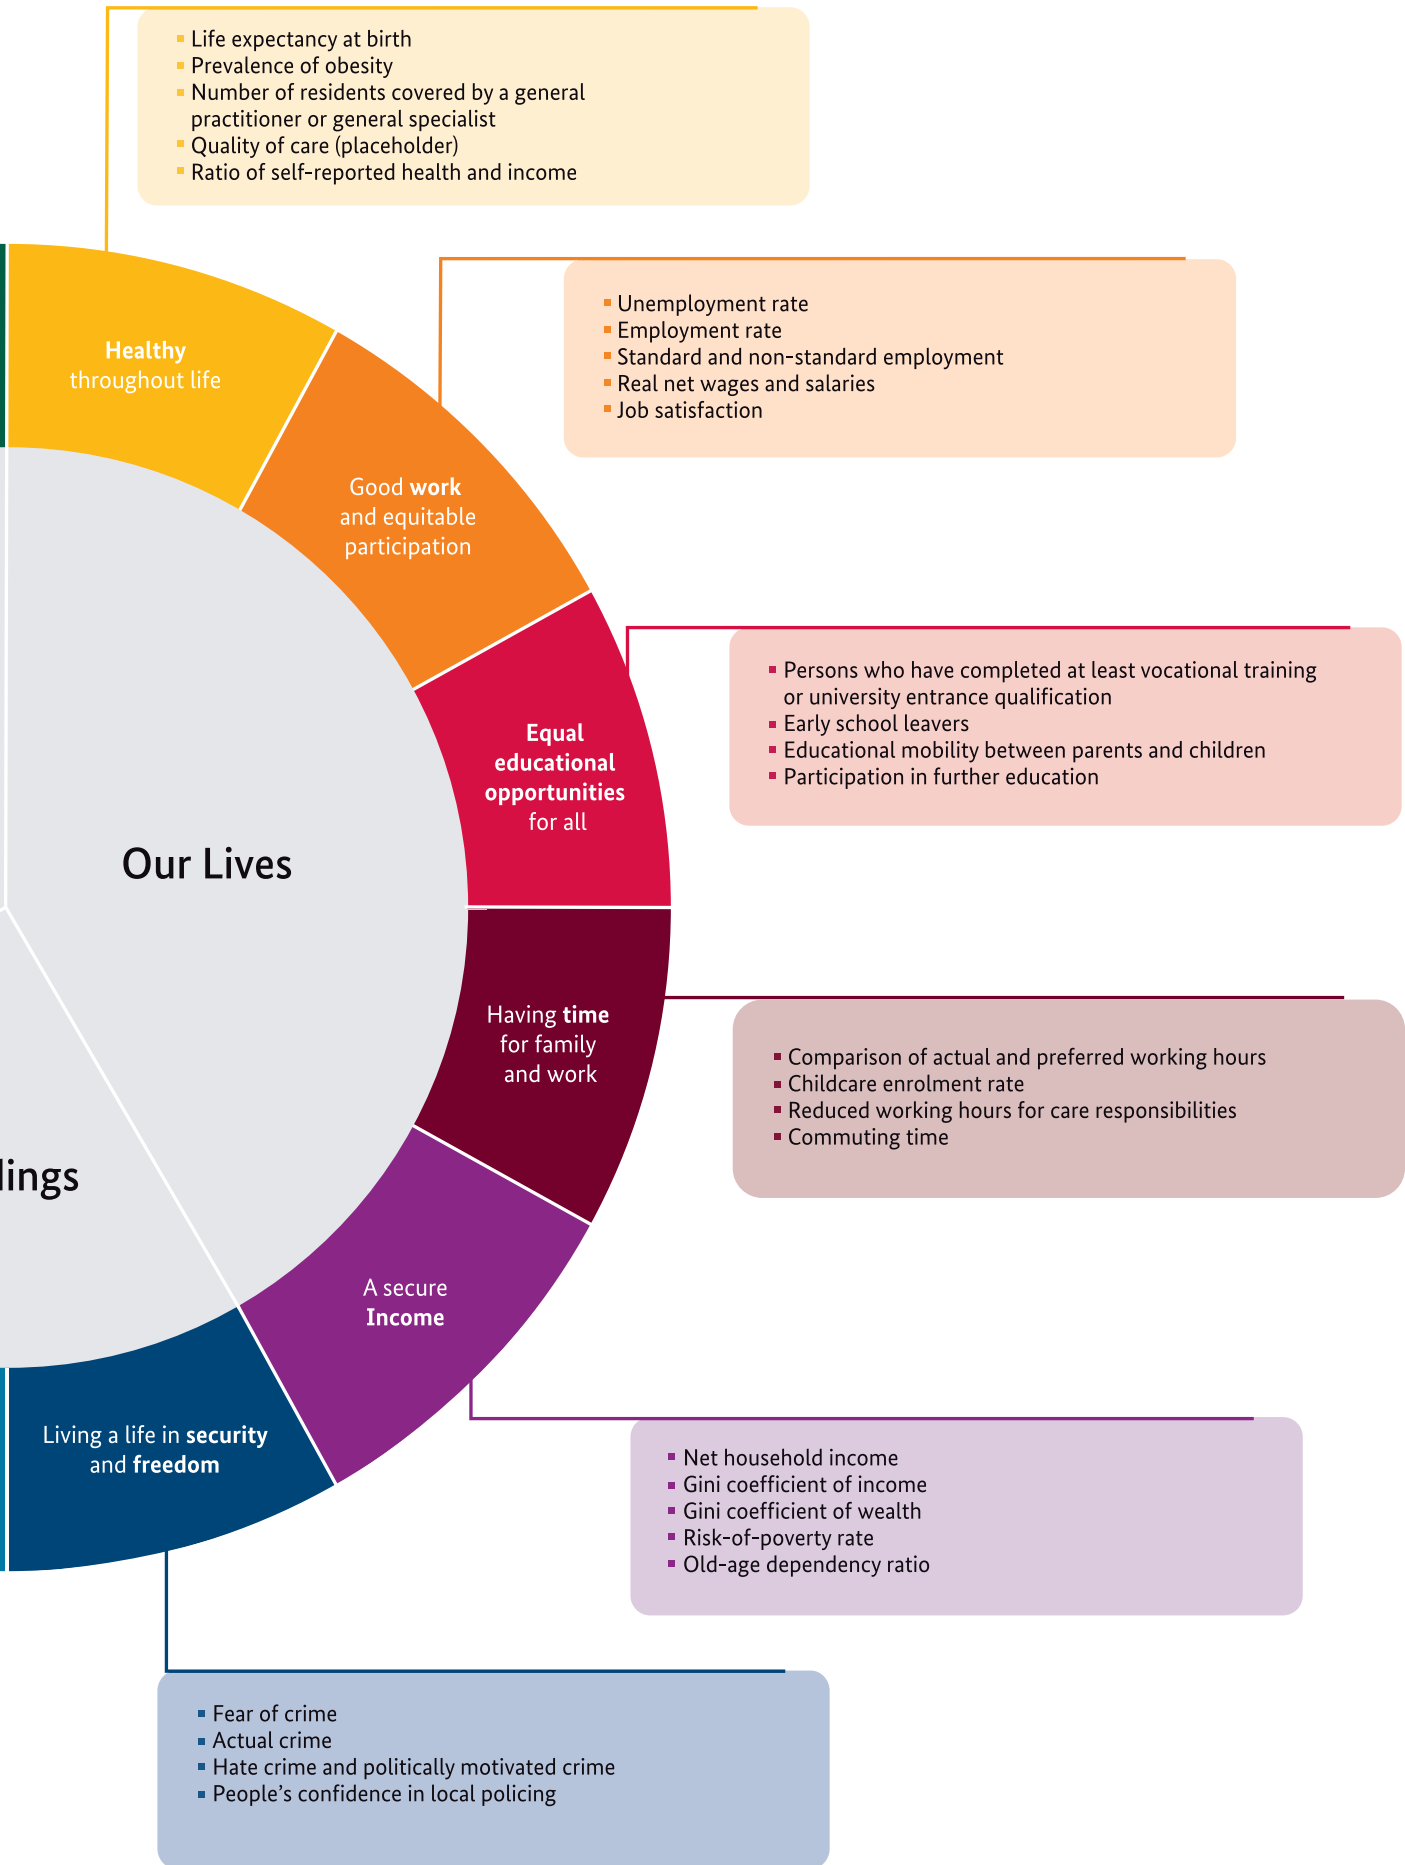 Life expectancy at birth
Prevalence of obesity
Number of residents covered by a general
practitioner or general specialist
Quality of care (placeholder)
Ratio of self-reported health and income
Healthy
throughout life
Unemployment rate
Employment rate
Standard and non-standard employment
Real net wages and salaries
Job satisfaction
Good work
and equitable
participation
Persons who have completed at least vocational training
or university entrance qualification
Early school leavers
Educational mobility between parents and children
Participation in further education
Equal
educational
opportunities
for all
Our Lives
Having time
for family
and work
Comparison of actual and preferred working hours
Childcare enrolment rate
Reduced working hours for care responsibilities
Commuting time
lings
A secure
Income
Net household income
Gini coefficient of income
Gini coefficient of wealth
Risk-of-poverty rate
Old-age dependency ratio
Living a life in security
and freedom
Fear of crime
Actual crime
Hate crime and politically motivated crime
People’s confidence in local policing